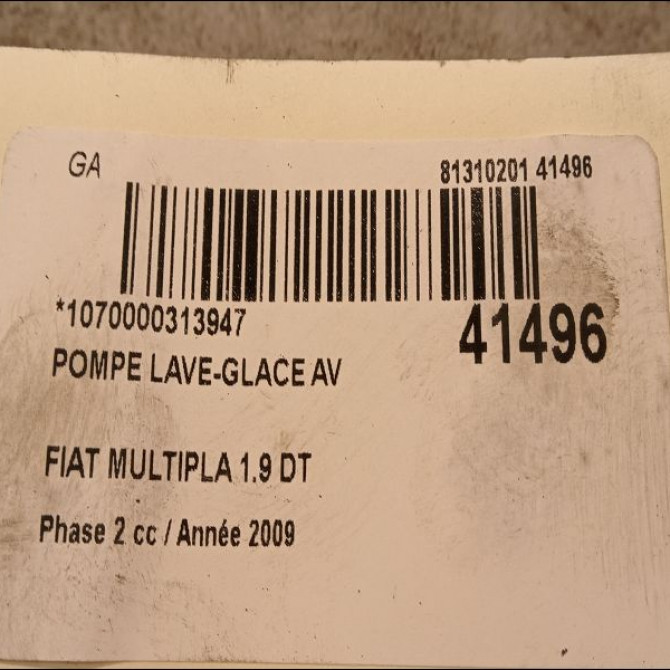 GA 81310201 41496
*1070000313947
41496
POMPE LAVE-GLACE AV
FIAT MULTIPLA 1.9 DT
Phase 2 cc / Année 2009